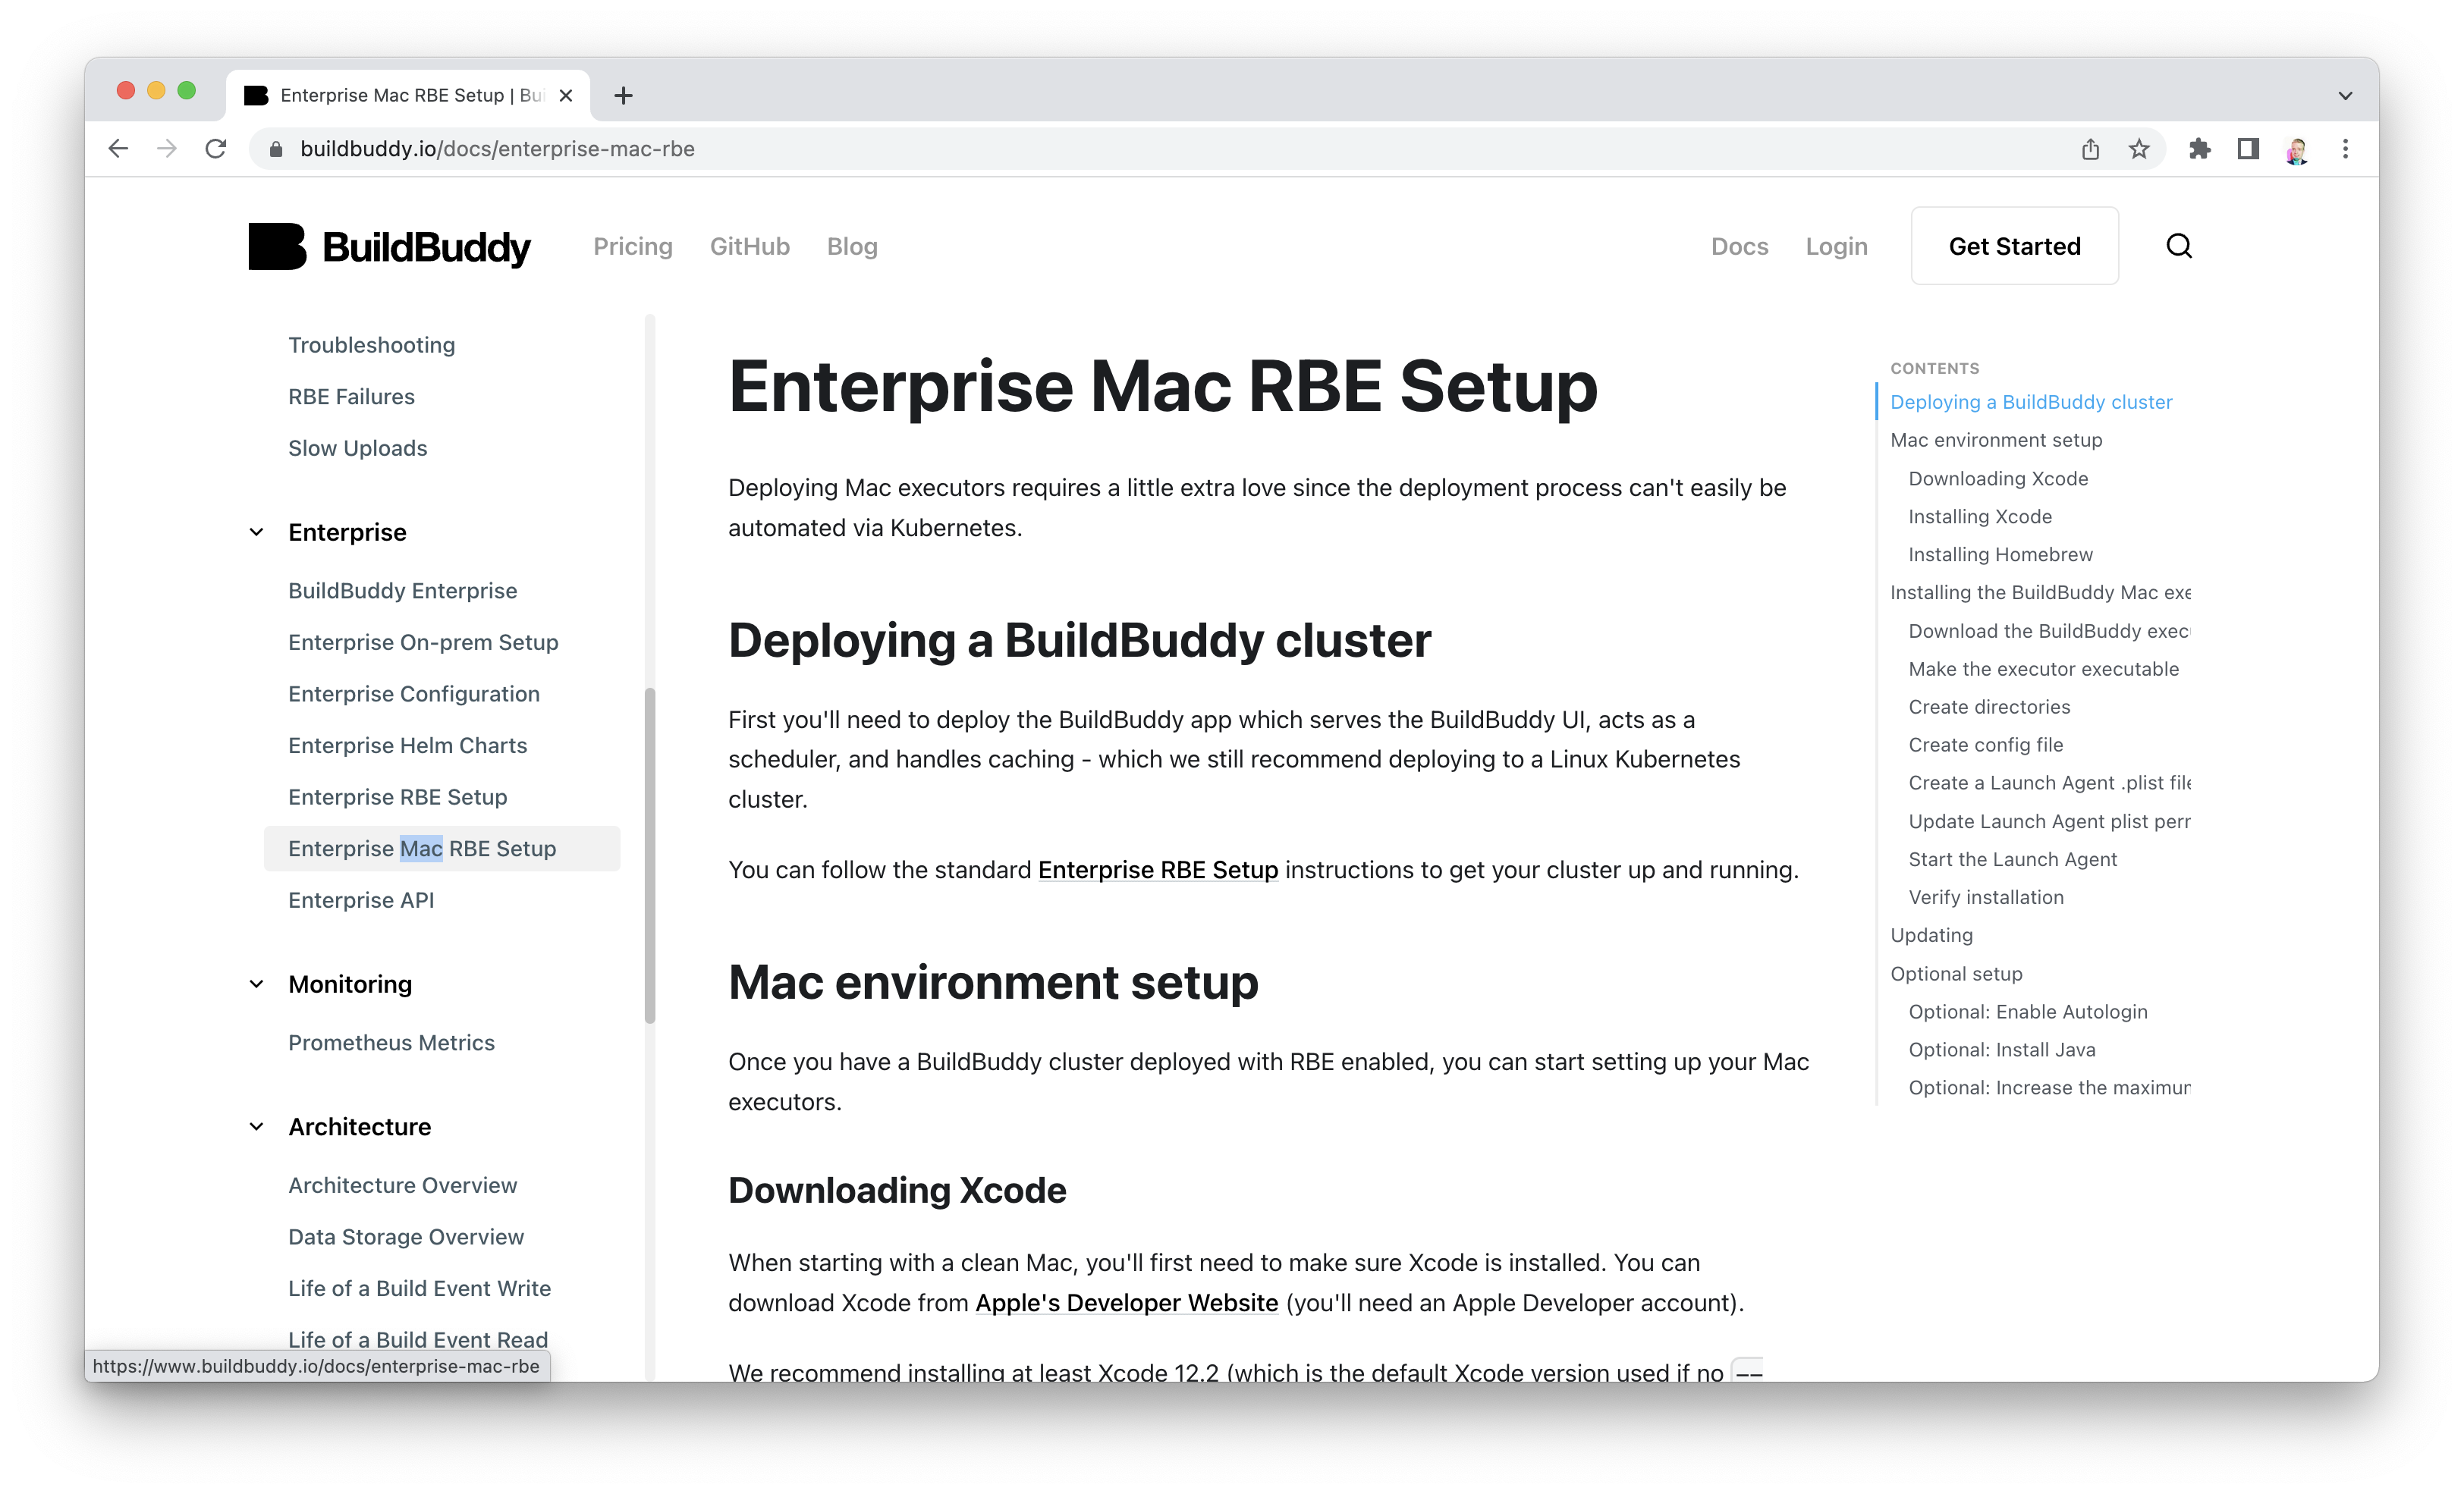 Enterprise Mac RBE Setup | Bui
buildbuddy.io/docs/enterprise-mac-rbe
BuildBuddy
Pricing
GitHub
Blog
Docs
Login
Get Started
Troubleshooting
RBE Failures
Slow Uploads
Enterprise
BuildBuddy Enterprise
Enterprise On-prem Setup
Enterprise Configuration
Enterprise Helm Charts
Enterprise RBE Setup
Enterprise Mac RBE Setup
Enterprise API
Monitoring
Prometheus Metrics
Architecture
Architecture Overview
Data Storage Overview
Life of a Build Event Write
Life of a Build Event Read
https://www.buildbuddy.io/docs/enterprise-mac-rbe
Enterprise Mac RBE Setup
Deploying Mac executors requires a little extra love since the deployment process can't easily be
automated via Kubernetes.
Deploying a BuildBuddy cluster
First you'll need to deploy the BuildBuddy app which serves the BuildBuddy UI, acts as a
scheduler, and handles caching - which we still recommend deploying to a Linux Kubernetes
cluster.
You can follow the standard Enterprise RBE Setup instructions to get your cluster up and running.
Mac environment setup
Once you have a BuildBuddy cluster deployed with RBE enabled, you can start setting up your Mac
executors.
Downloading Xcode
When starting with a clean Mac, you'll first need to make sure Xcode is installed. You can
download Xcode from Apple's Developer Website (you'll need an Apple Developer account).
We recommend installing at least Xcode 12.2 (which is the default Xcode version used if no --
CONTENTS
Deploying a BuildBuddy cluster
Mac environment setup
Downloading Xcode
Installing Xcode
Installing Homebrew
Installing the BuildBuddy Mac exe
Download the BuildBuddy exec
Make the executor executable
Create directories
Create config file
Create a Launch Agent .plist file
Update Launch Agent plist perr
Start the Launch Agent
Verify installation
Updating
Optional setup
Optional: Enable Autologin
Optional: Install Java
Optional: Increase the maximum